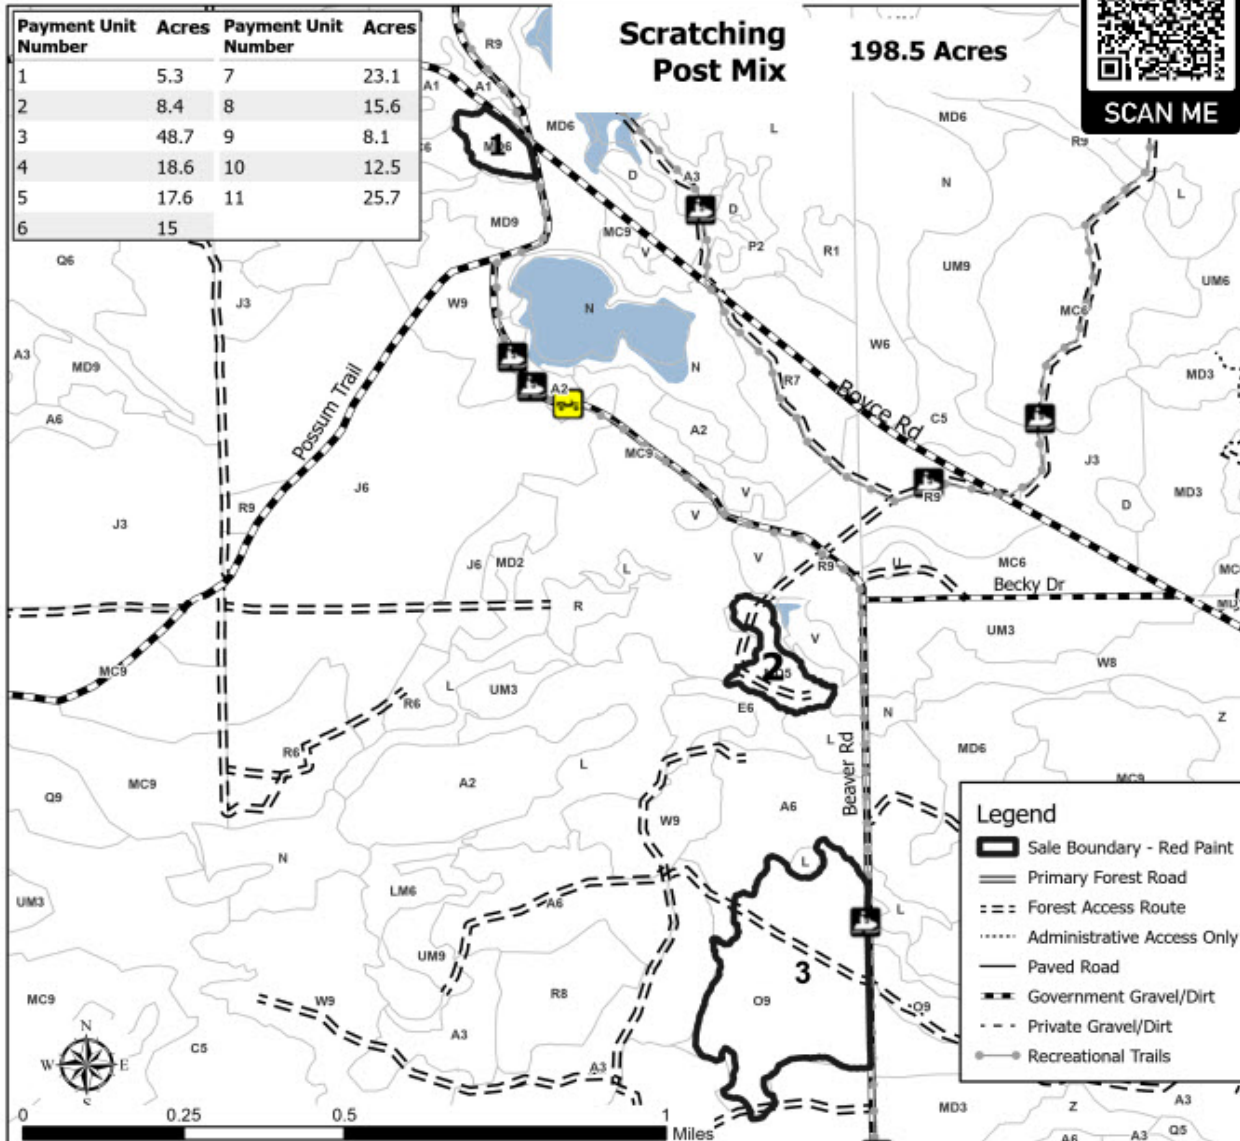 Payment Unit Number Acres Payment Unit Number Acres
1 5.3 7 23.1
2 8.4 8 15.6
3 48.7 9 8.1
4 18.6 10 12.5
5 17.6 11 25.7
6 15
Scratching
Post Mix
198.5 Acres
SCAN ME
R9
A1 A1
MD6
L
MD6
R9
1
D
A3
N
L
MD9
MC9
D
V
P2
R1
UM9
UM6
Q6
J3
W9
N
MC6
A3
MD9
N
W6
MD3
A6
Possum Trail
A2
R7
Boyce Rd
C5
A2
MC9
J3
J6
R9
V
R9
MD3
J3
V
D
J6 MD2
L
V
R9
U
MC6
Becky Dr
R
V
UM3
MC9
2
W8
L
UM3
R6
E6
N
Z
R6
L
Beaver Rd
MD6
MC9
A2
L
MC9
Q9
A6
W9
N
L
LM6
UM3
A6
L
UM9
3
MC9
W9
R8
O9
O9
C5
A3
A3
MD3
Z
A3
A6
A3
Q5
Legend
Sale Boundary - Red Paint
Primary Forest Road
Forest Access Route
Administrative Access Only
Paved Road
Government Gravel/Dirt
Private Gravel/Dirt
Recreational Trails
N
W E
S
0 0.25 0.5 1
Miles